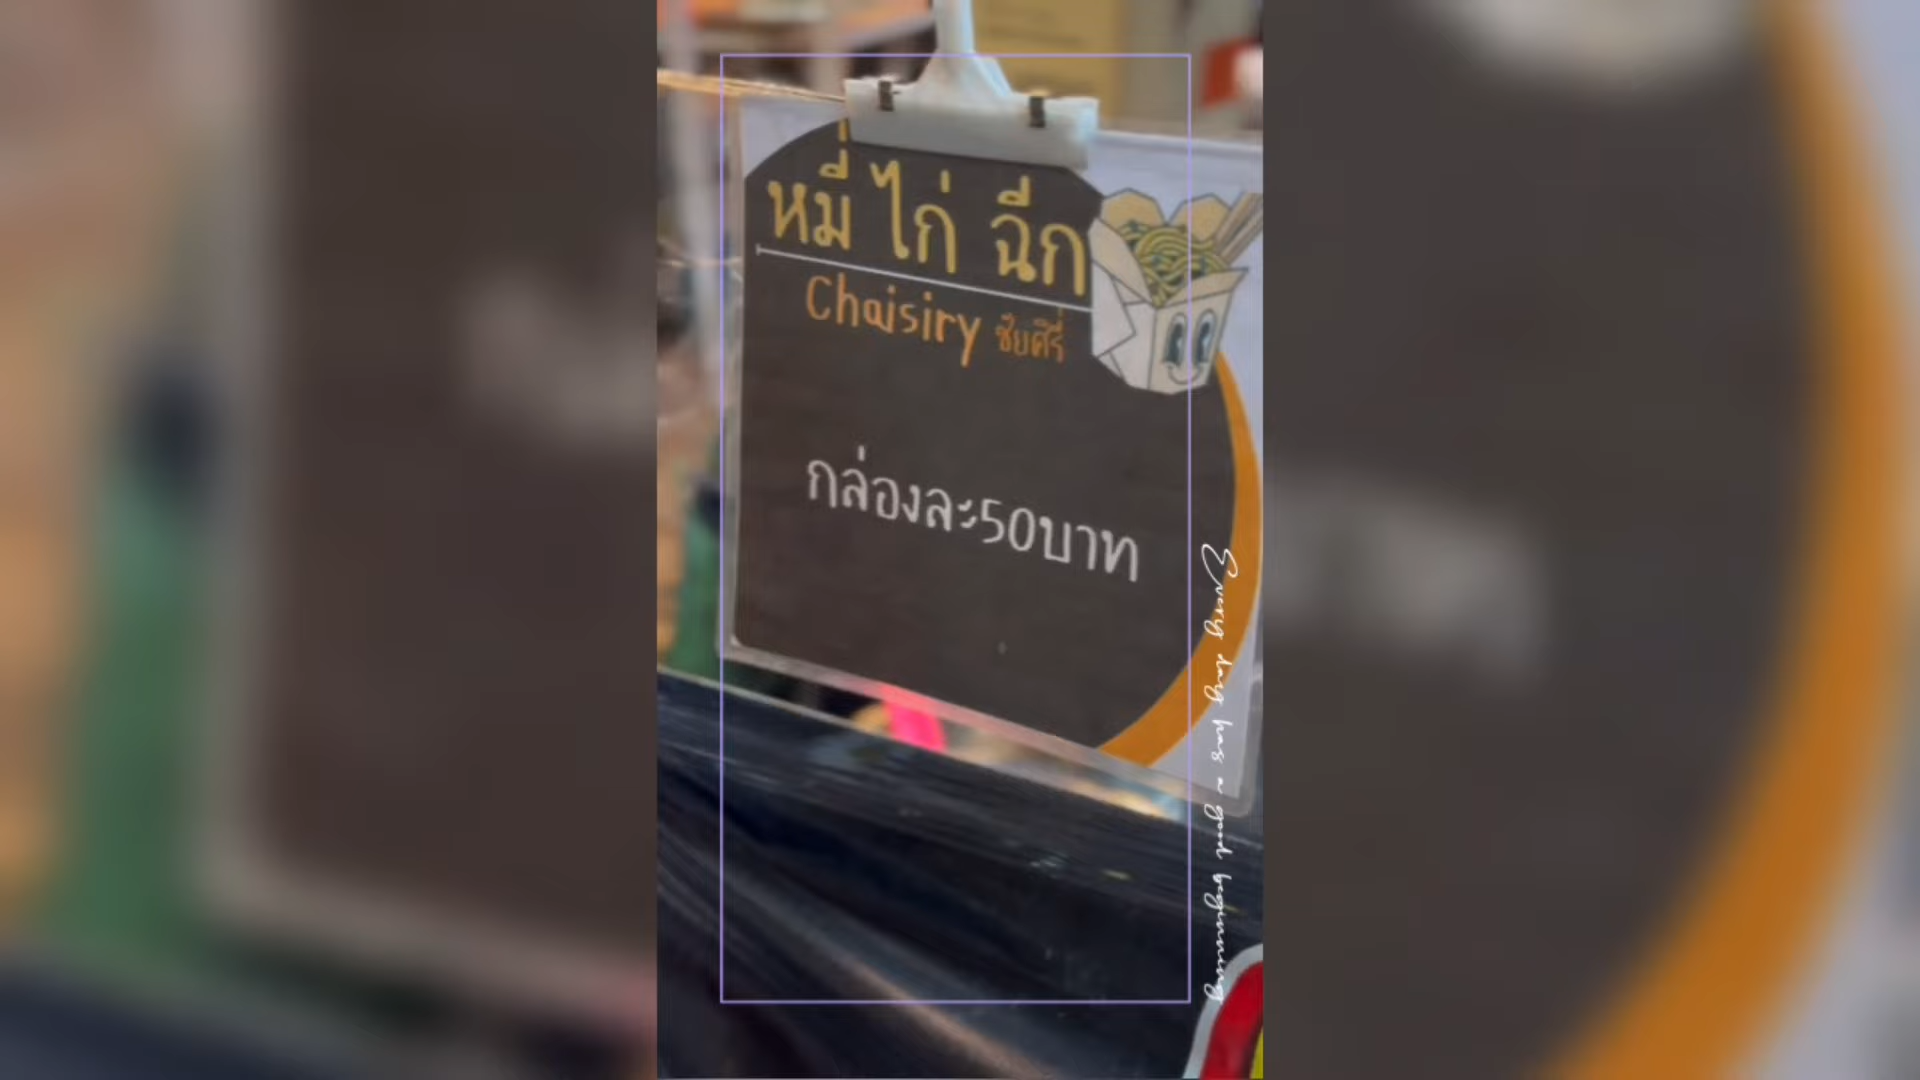 หมี่ ไก่ ฉีก
Chaisiry ชัยศิริ
กล่องละ50บาท
Every day has a good beginning